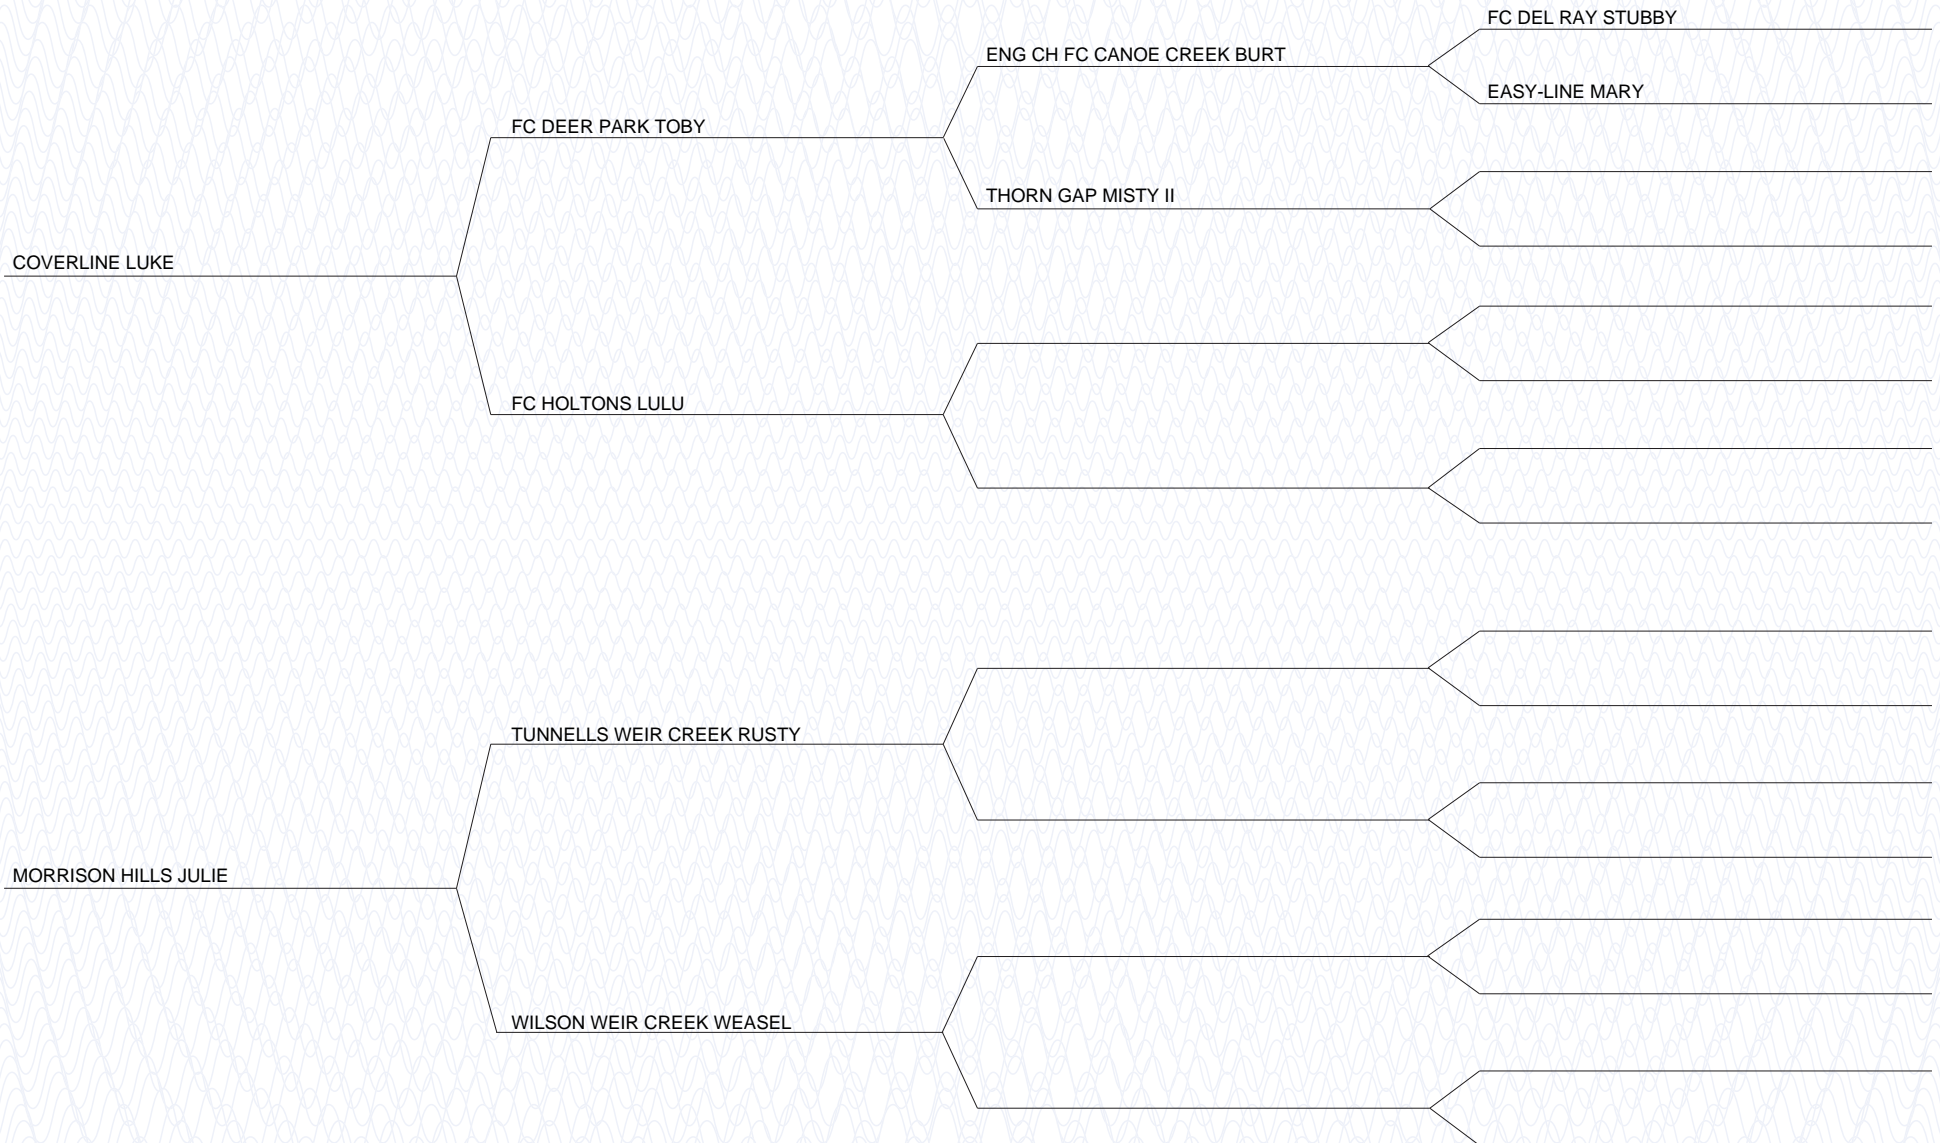 FC DEL RAY STUBBY
ENG CH FC CANOE CREEK BURT
EASY-LINE MARY
FC DEER PARK TOBY
THORN GAP MISTY II
COVERLINE LUKE
FC HOLTONS LULU
TUNNELLS WEIR CREEK RUSTY
MORRISON HILLS JULIE
WILSON WEIR CREEK WEASEL